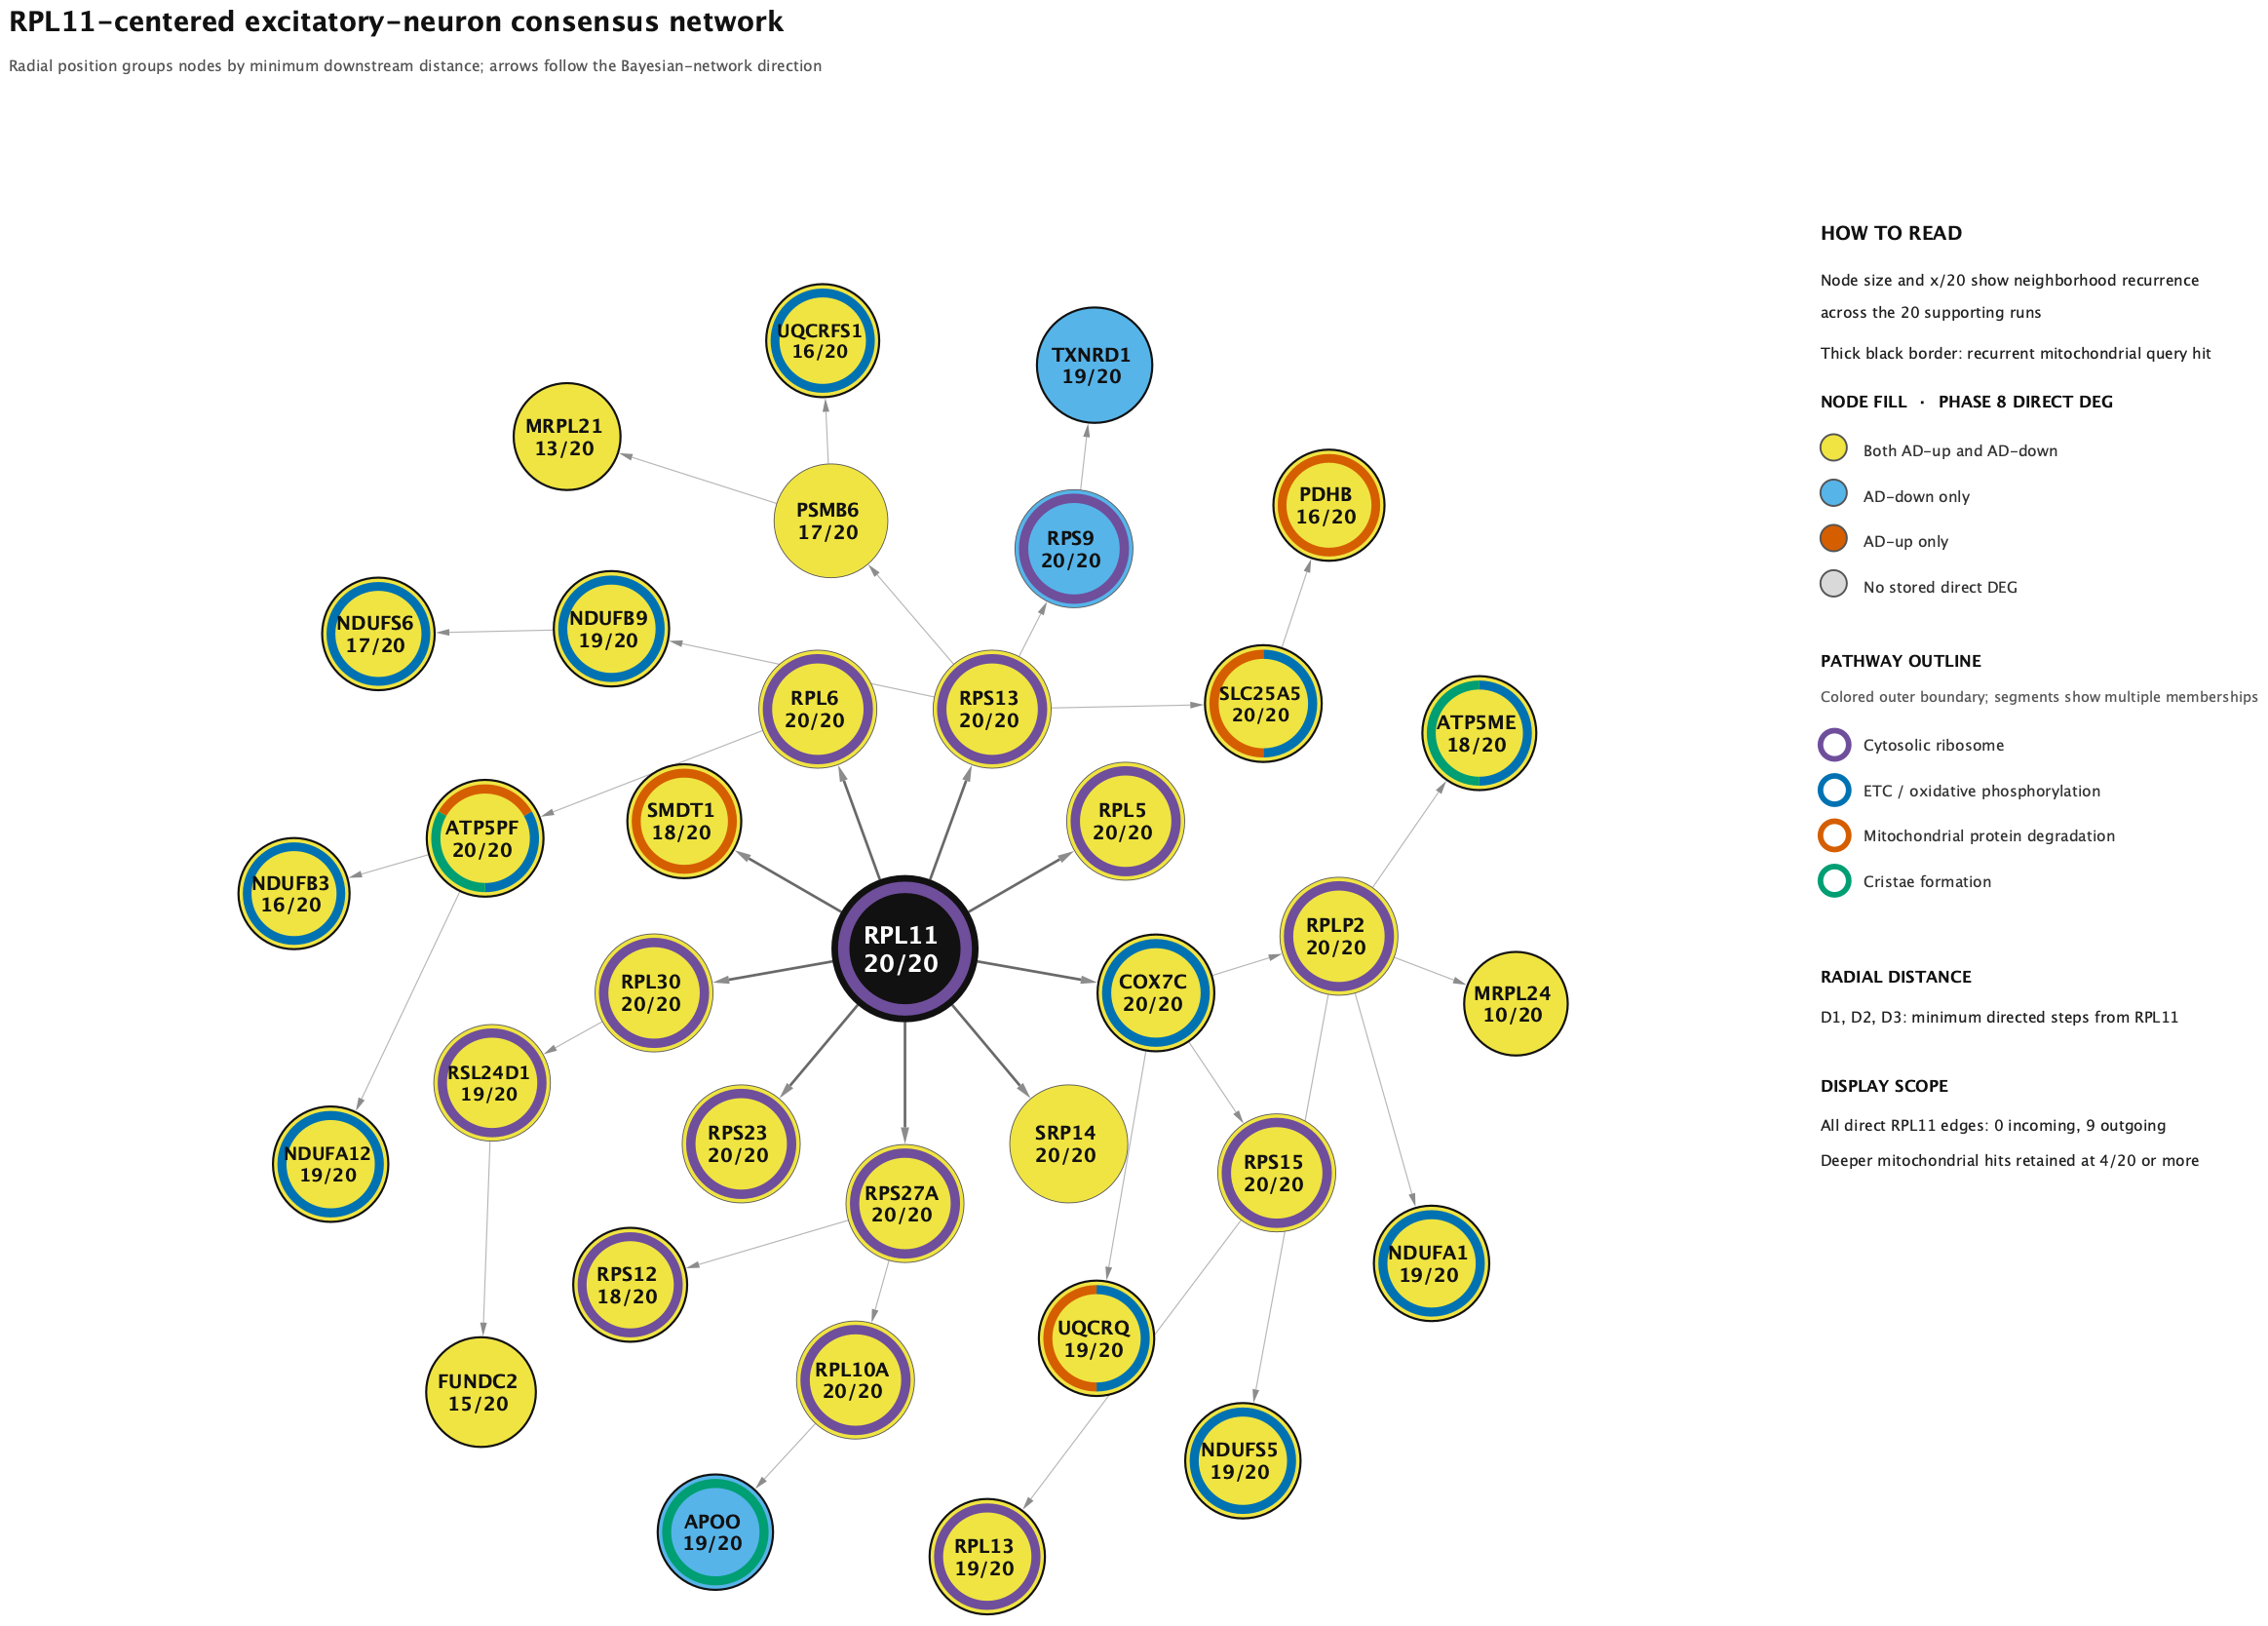 RPL11-centered excitatory-neuron consensus network
Radial position groups nodes by minimum downstream distance; arrows follow the Bayesian-network direction
UQCRFS1
16/20
TXNRD1
19/20
MRPL21
13/20
PSMB6
17/20
PDHB
16/20
RPS9
20/20
NDUFS6
17/20
NDUFB9
19/20
RPL6
20/20
RPS13
20/20
SLC25A5
20/20
ATP5ME
18/20
ATP5PF
20/20
SMDT1
18/20
RPL5
20/20
NDUFB3
16/20
RPL11
20/20
RPLP2
20/20
RPL30
20/20
COX7C
20/20
MRPL24
10/20
RSL24D1
19/20
NDUFA12
19/20
RPS23
20/20
SRP14
20/20
RPS15
20/20
RPS27A
20/20
RPS12
18/20
NDUFA1
19/20
UQCRQ
19/20
FUNDC2
15/20
RPL10A
20/20
NDUFS5
19/20
APOO
19/20
RPL13
19/20
HOW TO READ
Node size and x/20 show neighborhood recurrence
across the 20 supporting runs
Thick black border: recurrent mitochondrial query hit
NODE FILL · PHASE 8 DIRECT DEG
Both AD-up and AD-down
AD-down only
AD-up only
No stored direct DEG
PATHWAY OUTLINE
Colored outer boundary; segments show multiple memberships
Cytosolic ribosome
ETC / oxidative phosphorylation
Mitochondrial protein degradation
Cristae formation
RADIAL DISTANCE
D1, D2, D3: minimum directed steps from RPL11
DISPLAY SCOPE
All direct RPL11 edges: 0 incoming, 9 outgoing
Deeper mitochondrial hits retained at 4/20 or more